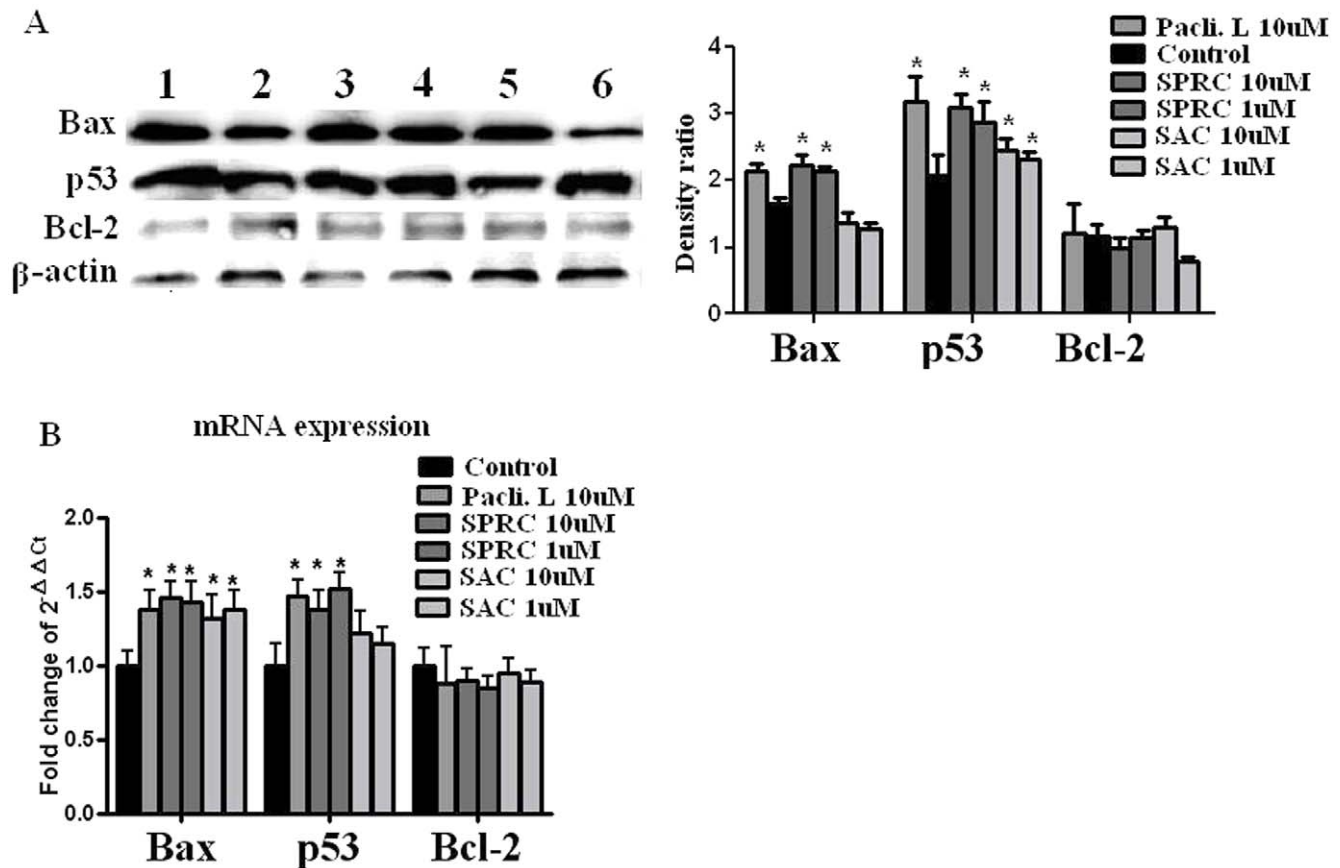 A
1 2 3 4 5 6
Bax
p53
Bcl-2
β-actin
Pacli. L 10uM
Control
SPRC 10uM
SPRC 1uM
SAC 10uM
SAC 1uM
Density ratio
4
3
2
1
0
* * * * * * * *
Bax p53 Bcl-2
B
mRNA expression
Control
Pacli. L 10uM
SPRC 10uM
SPRC 1uM
SAC 10uM
SAC 1uM
Fold change of 2-ΔΔCt
2.0
1.5
1.0
0.5
0.0
* * * * * * * *
Bax p53 Bcl-2